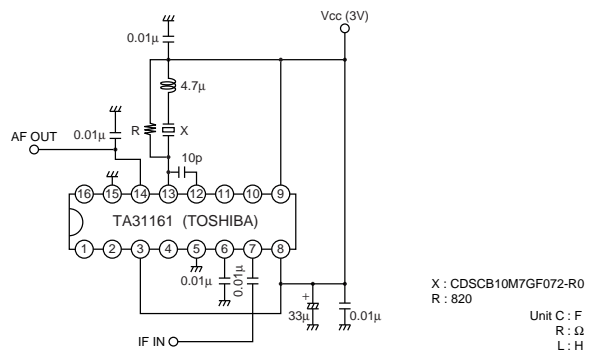 Vcc (3V)
0.01μ
4.7μ
AF OUT
0.01μ
R
X
10p
16 15 14 13 12 11 10 9
TA31161 (TOSHIBA)
1 2 3 4 5 6 7 8
0.01μ
0.01μ
33μ
+
0.01μ
IF IN
X : CDSCB10M7GF072-R0
R : 820
Unit C : F
R : Ω
L : H